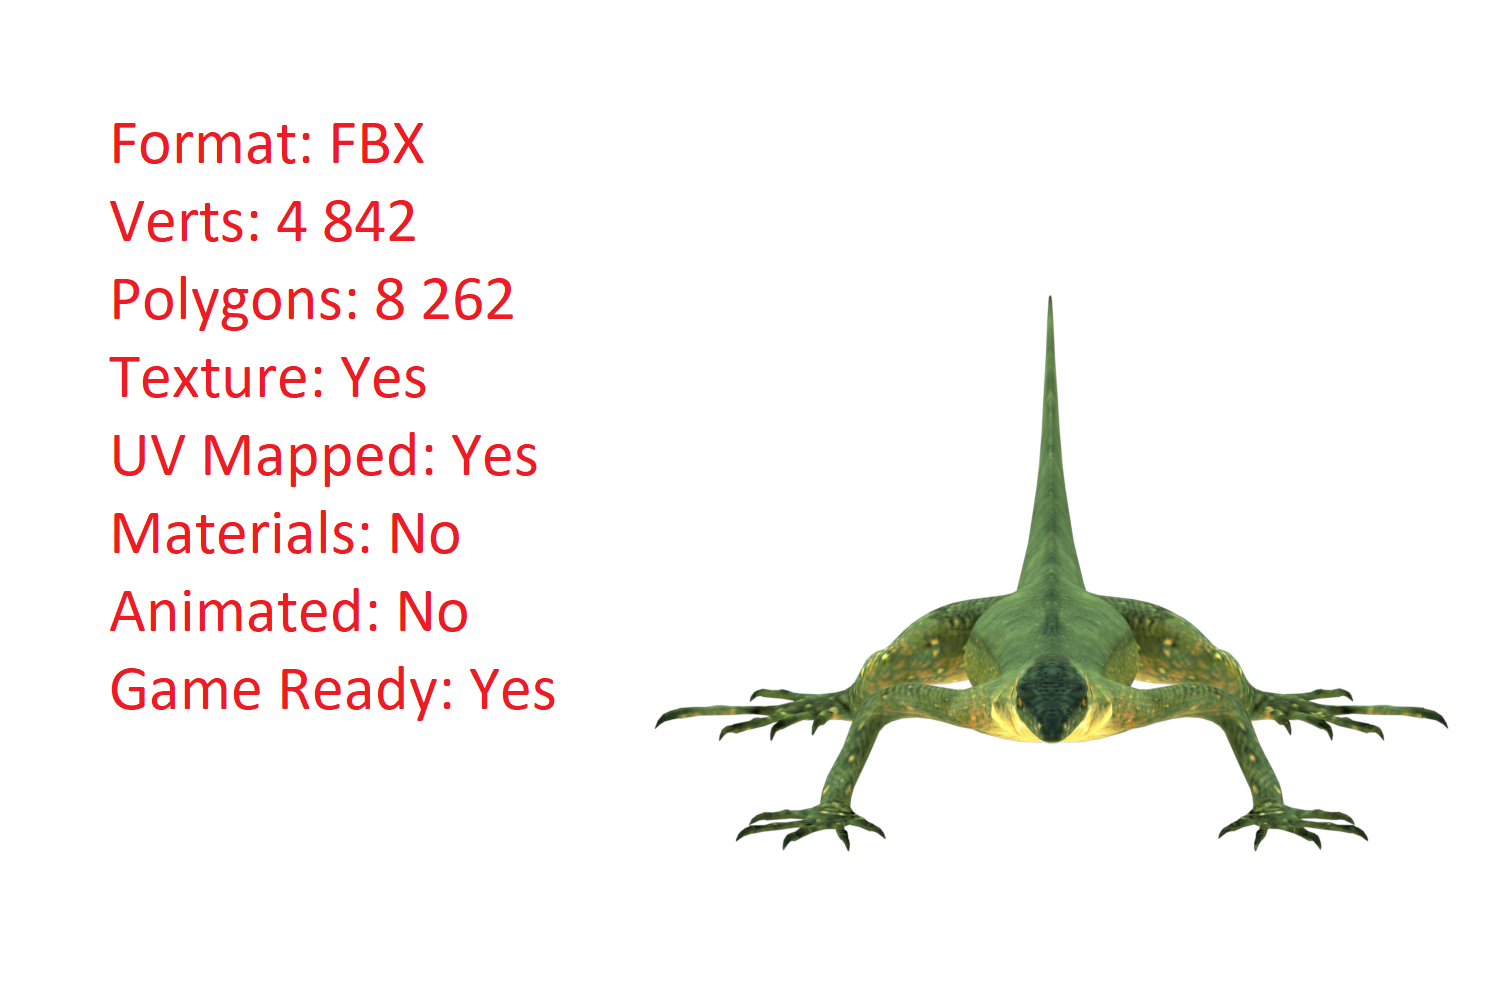 Format: FBX
Verts: 4 842
Polygons: 8 262
Texture: Yes
UV Mapped: Yes
Materials: No
Animated: No
Game Ready: Yes